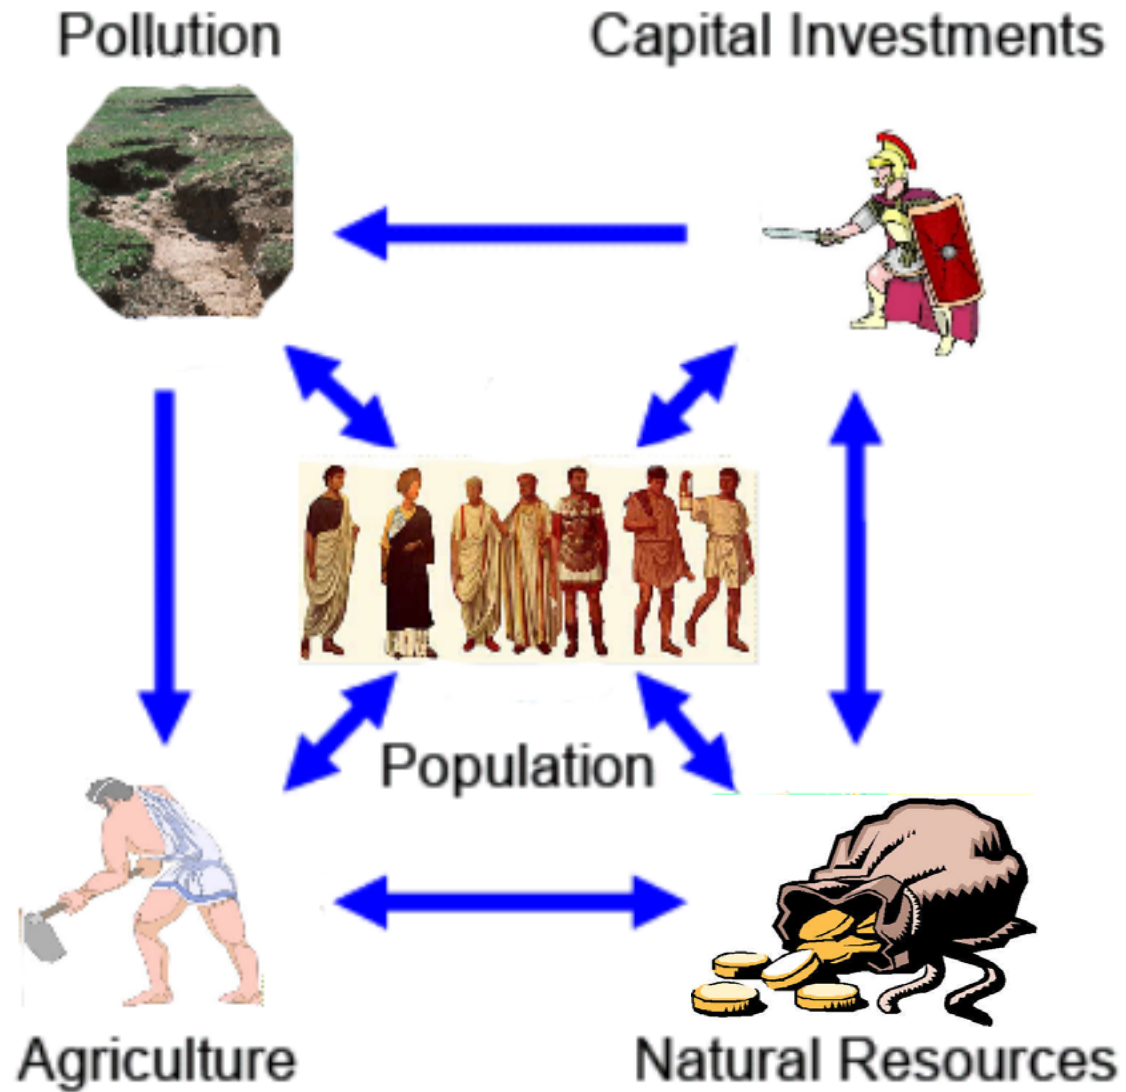 Pollution
Capital Investments
Population
Agriculture
Natural Resources